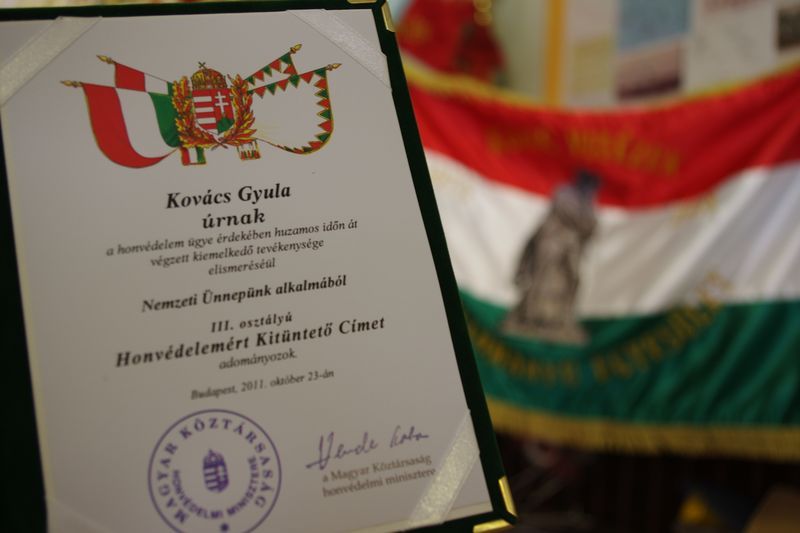 Kovács Gyula
úrnak
a honvédelem ügye érdekében huzamos időn át
végzett kiemelkedő tevékenysége
elismeréséül
Nemzeti Ünnepünk alkalmából
III. osztályú
Honvédelemért Kitüntető Címet
adományozok.
Budapest, 2011. október 23-án
MAGYAR KÖZTÁRSASÁG
HONVÉDELMI MINISZTERE
a Magyar Köztársaság
honvédelmi minisztere